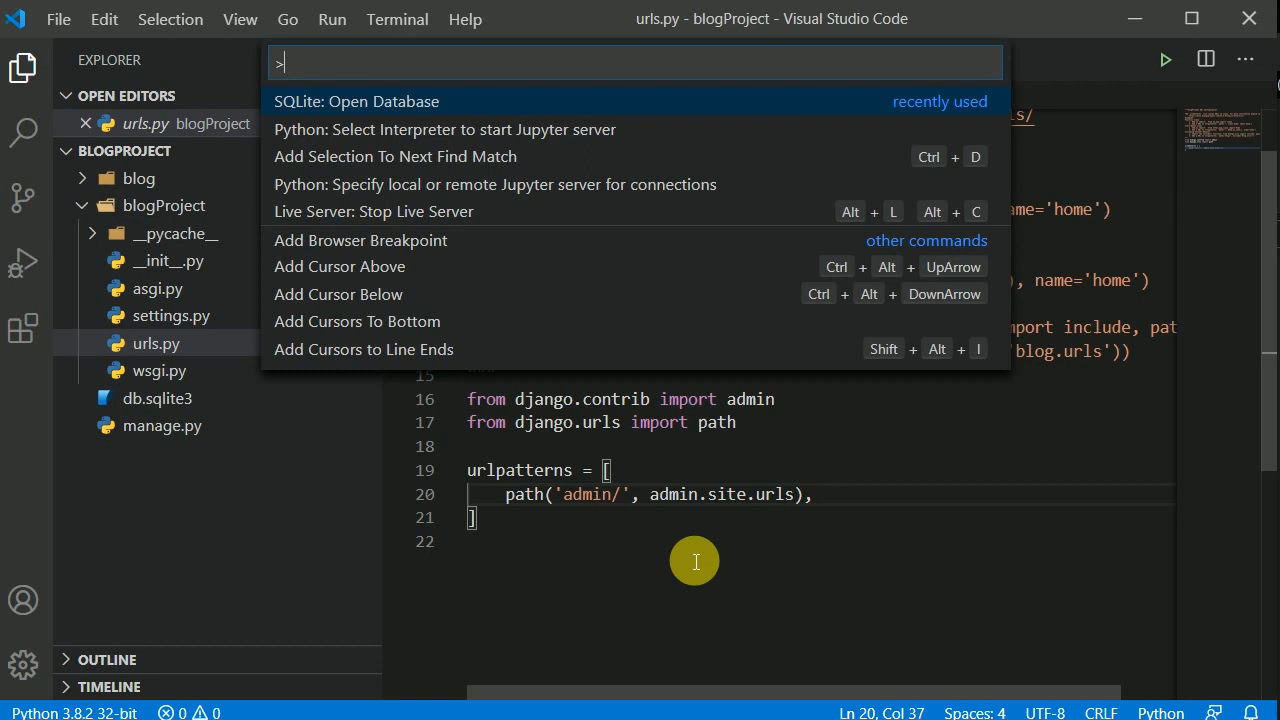 File Edit Selection View Go Run Terminal Help urls.py - blogProject - Visual Studio Code
EXPLORER
OPEN EDITORS
urls.py blogProject
BLOGPROJECT
blog
blogProject
__pycache__
__init__.py
asgi.py
settings.py
urls.py
wsgi.py
db.sqlite3
manage.py
OUTLINE
TIMELINE
>
SQLite: Open Database recently used
Python: Select Interpreter to start Jupyter server
Add Selection To Next Find Match Ctrl + D
Python: Specify local or remote Jupyter server for connections
Live Server: Stop Live Server Alt + L Alt + C
Add Browser Breakpoint other commands
Add Cursor Above Ctrl + Alt + UpArrow
Add Cursor Below Ctrl + Alt + DownArrow
Add Cursors To Bottom
Add Cursors to Line Ends Shift + Alt + I
ls/
me='home')
), name='home')
mport include, pat
'blog.urls'))
15
16 from django.contrib import admin
17 from django.urls import path
18
19 urlpatterns = [
20 path('admin/', admin.site.urls),
21 ]
22
Python 3.8.2 32-bit 0 0 Ln 20, Col 37 Spaces: 4 UTF-8 CRLF Python